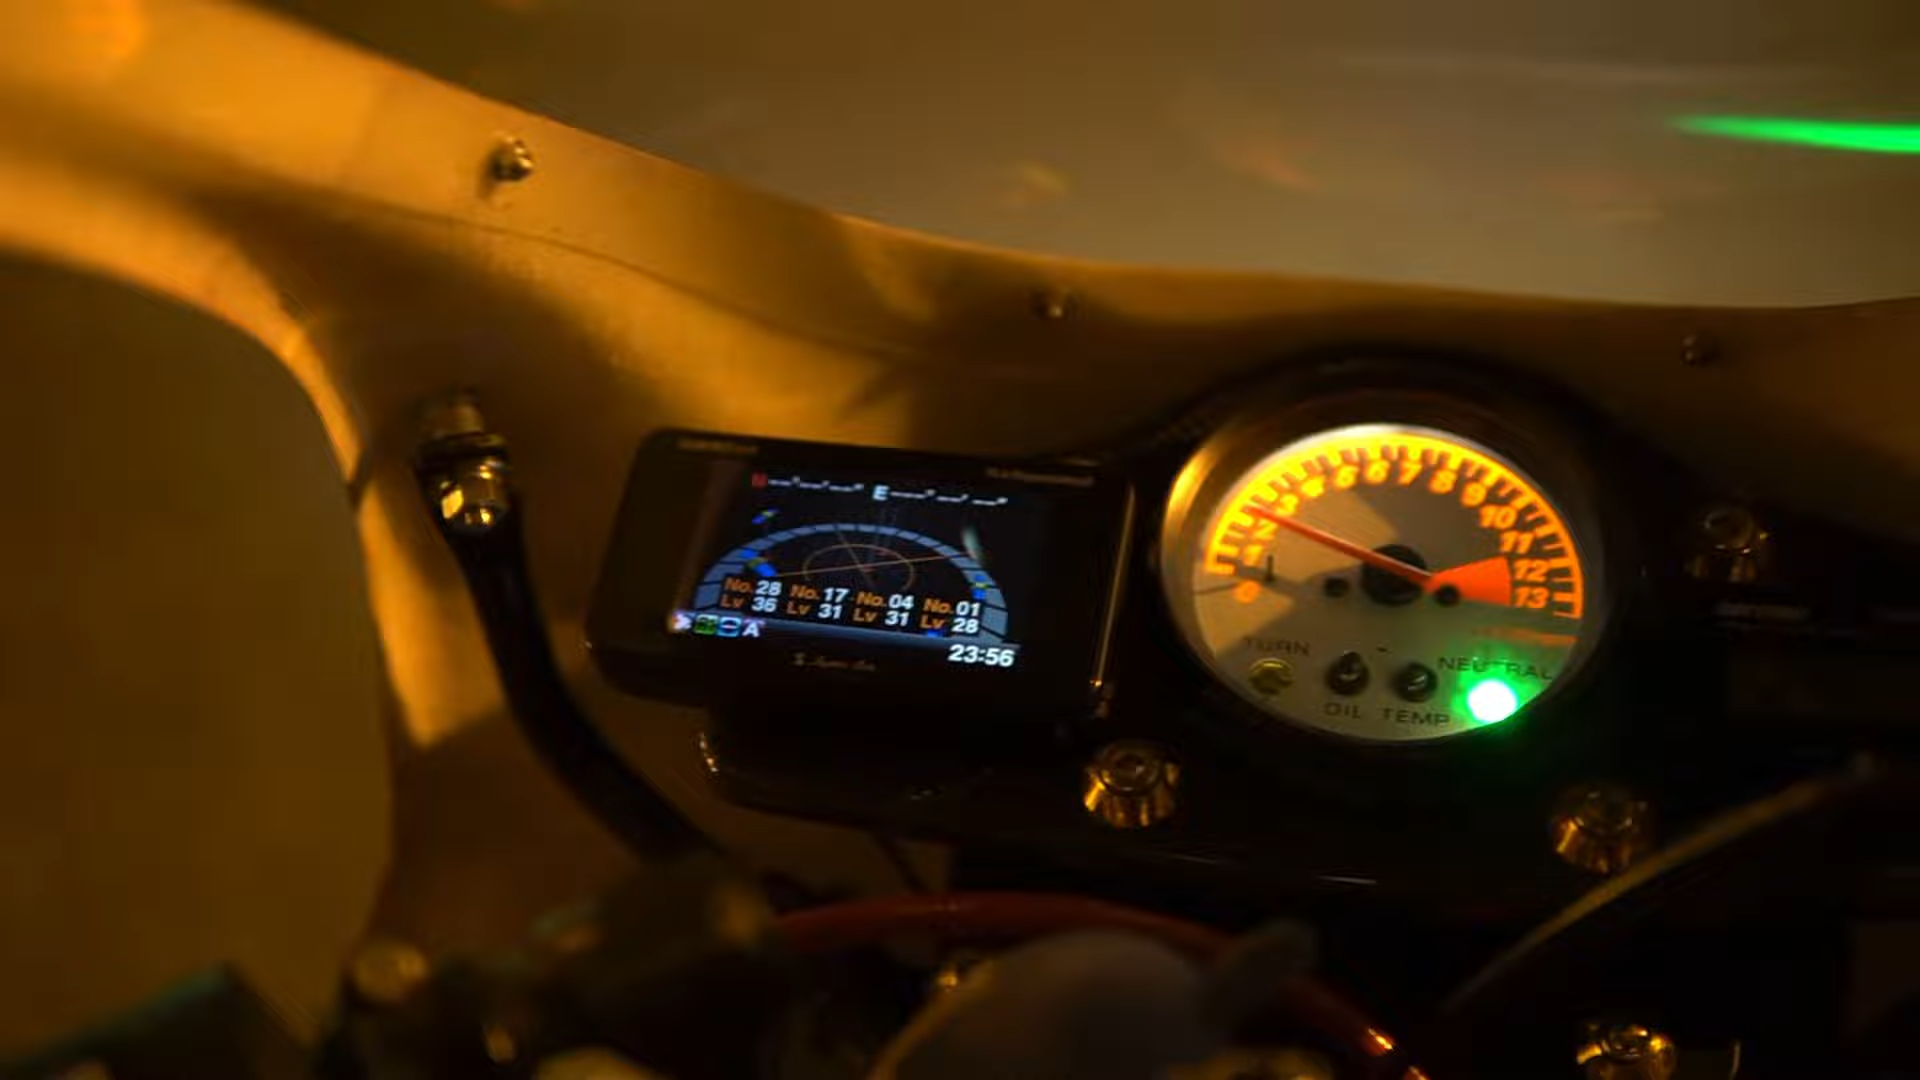 N --°--'--" E ---°--'--"
No.28 No.17 No.04 No.01
Lv 36 Lv 31 Lv 31 Lv 28
A
23:56
0 1 2 3 4 5 6 7 8 9 10 11 12 13
TURN
NEUTRAL
OIL TEMP